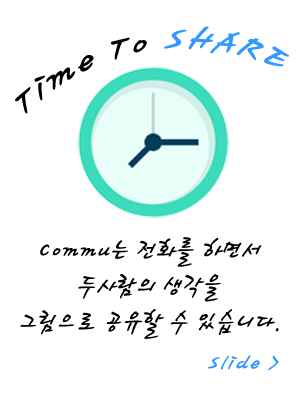 Time To SHARE
Commu는 전화를 하면서
두사람의 생각을
그림으로 공유할 수 있습니다.
slide >